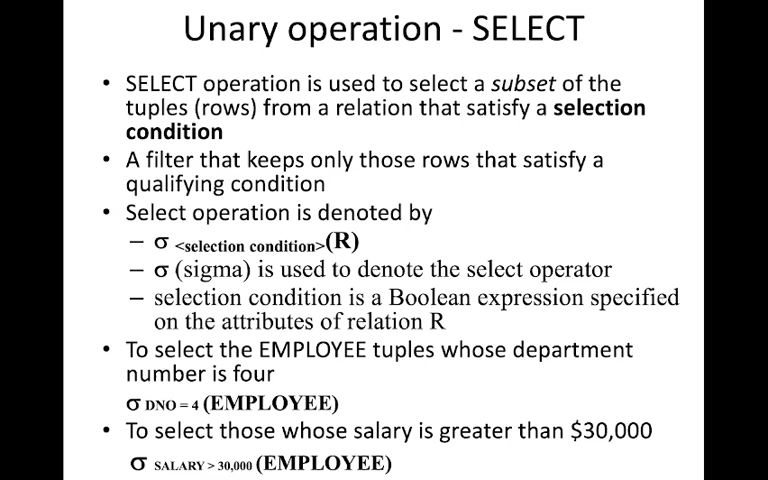 Unary operation - SELECT
• SELECT operation is used to select a subset of the
tuples (rows) from a relation that satisfy a selection
condition
• A filter that keeps only those rows that satisfy a
qualifying condition
• Select operation is denoted by
– σ <selection condition>(R)
– σ (sigma) is used to denote the select operator
– selection condition is a Boolean expression specified
on the attributes of relation R
• To select the EMPLOYEE tuples whose department
number is four
σ DNO = 4 (EMPLOYEE)
• To select those whose salary is greater than $30,000
σ SALARY > 30,000 (EMPLOYEE)